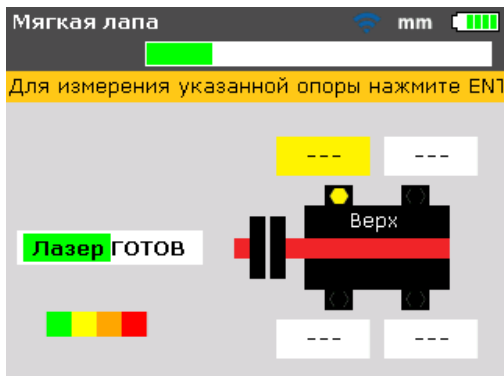 Мягкая лапа mm
Для измерения указанной опоры нажмите ENT
--- ---
Верх
Лазер ГОТОВ
--- ---